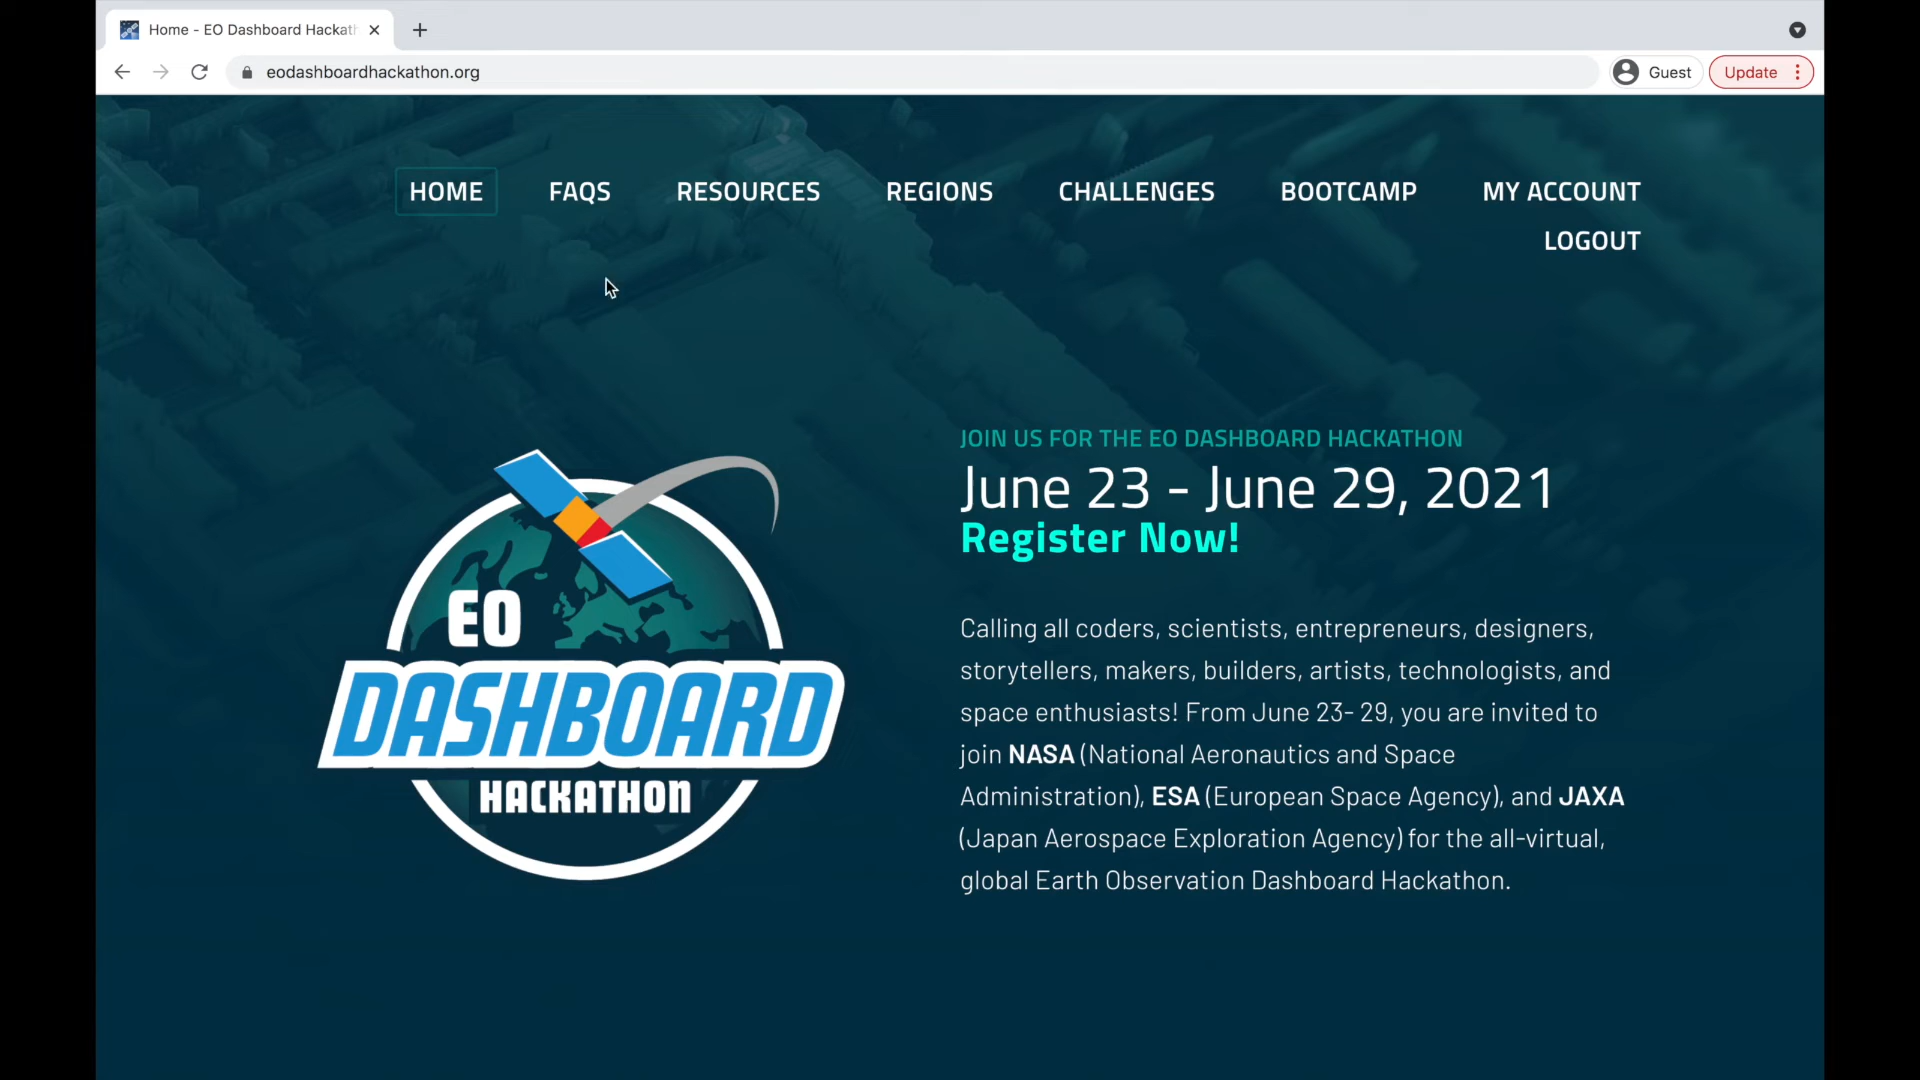 Home - EO Dashboard Hackath
eodashboardhackathon.org
Guest
Update
HOME
FAQS
RESOURCES
REGIONS
CHALLENGES
BOOTCAMP
MY ACCOUNT
LOGOUT
EO
DASHBOARD
HACKATHON
JOIN US FOR THE EO DASHBOARD HACKATHON
June 23 - June 29, 2021
Register Now!
Calling all coders, scientists, entrepreneurs, designers,
storytellers, makers, builders, artists, technologists, and
space enthusiasts! From June 23- 29, you are invited to
join NASA (National Aeronautics and Space
Administration), ESA (European Space Agency), and JAXA
(Japan Aerospace Exploration Agency) for the all-virtual,
global Earth Observation Dashboard Hackathon.